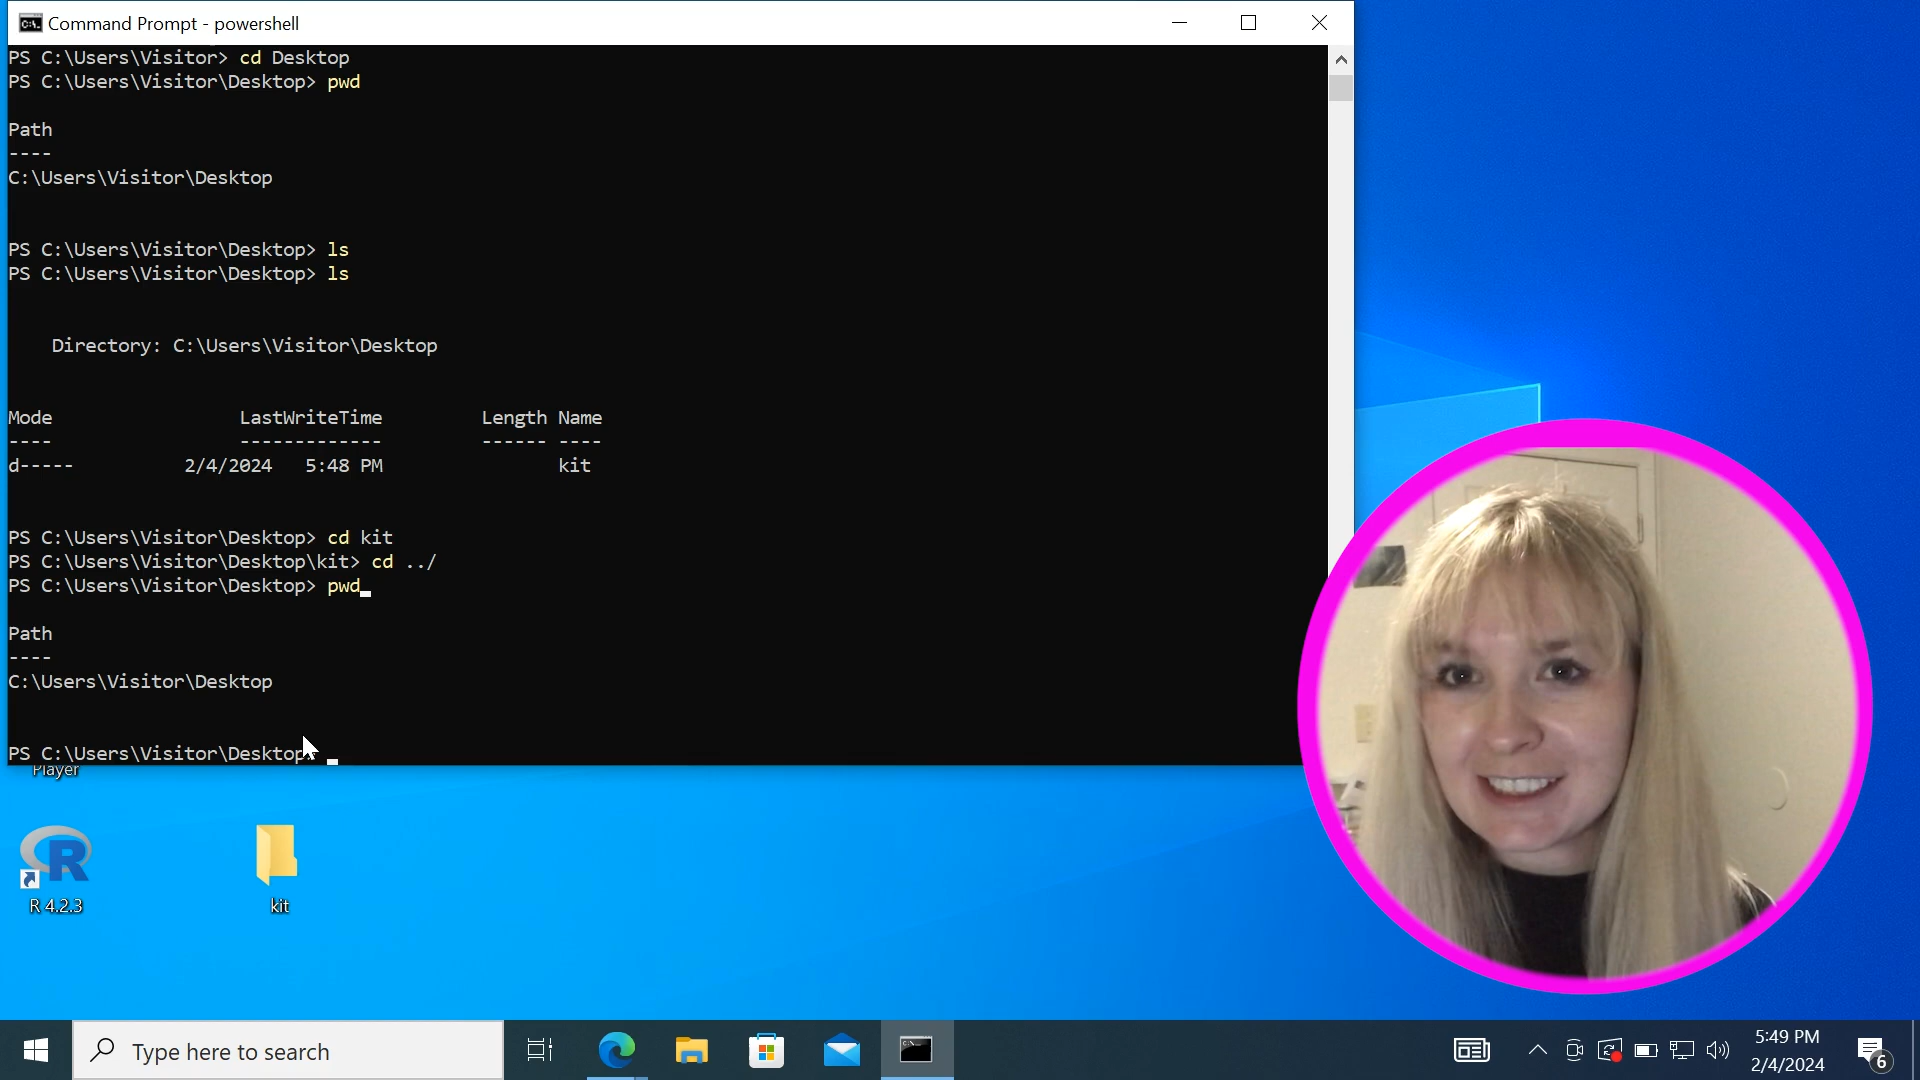 Command Prompt - powershell
PS C:\Users\Visitor> cd Desktop
PS C:\Users\Visitor\Desktop> pwd
Path
----
C:\Users\Visitor\Desktop
PS C:\Users\Visitor\Desktop> ls
PS C:\Users\Visitor\Desktop> ls
Directory: C:\Users\Visitor\Desktop
Mode LastWriteTime Length Name
---- ------------- ------ ----
d----- 2/4/2024 5:48 PM kit
PS C:\Users\Visitor\Desktop> cd kit
PS C:\Users\Visitor\Desktop\kit> cd ../
PS C:\Users\Visitor\Desktop> pwd
Path
----
C:\Users\Visitor\Desktop
PS C:\Users\Visitor\Desktop>
Player
R 4.2.3
kit
Type here to search
5:49 PM
2/4/2024
6